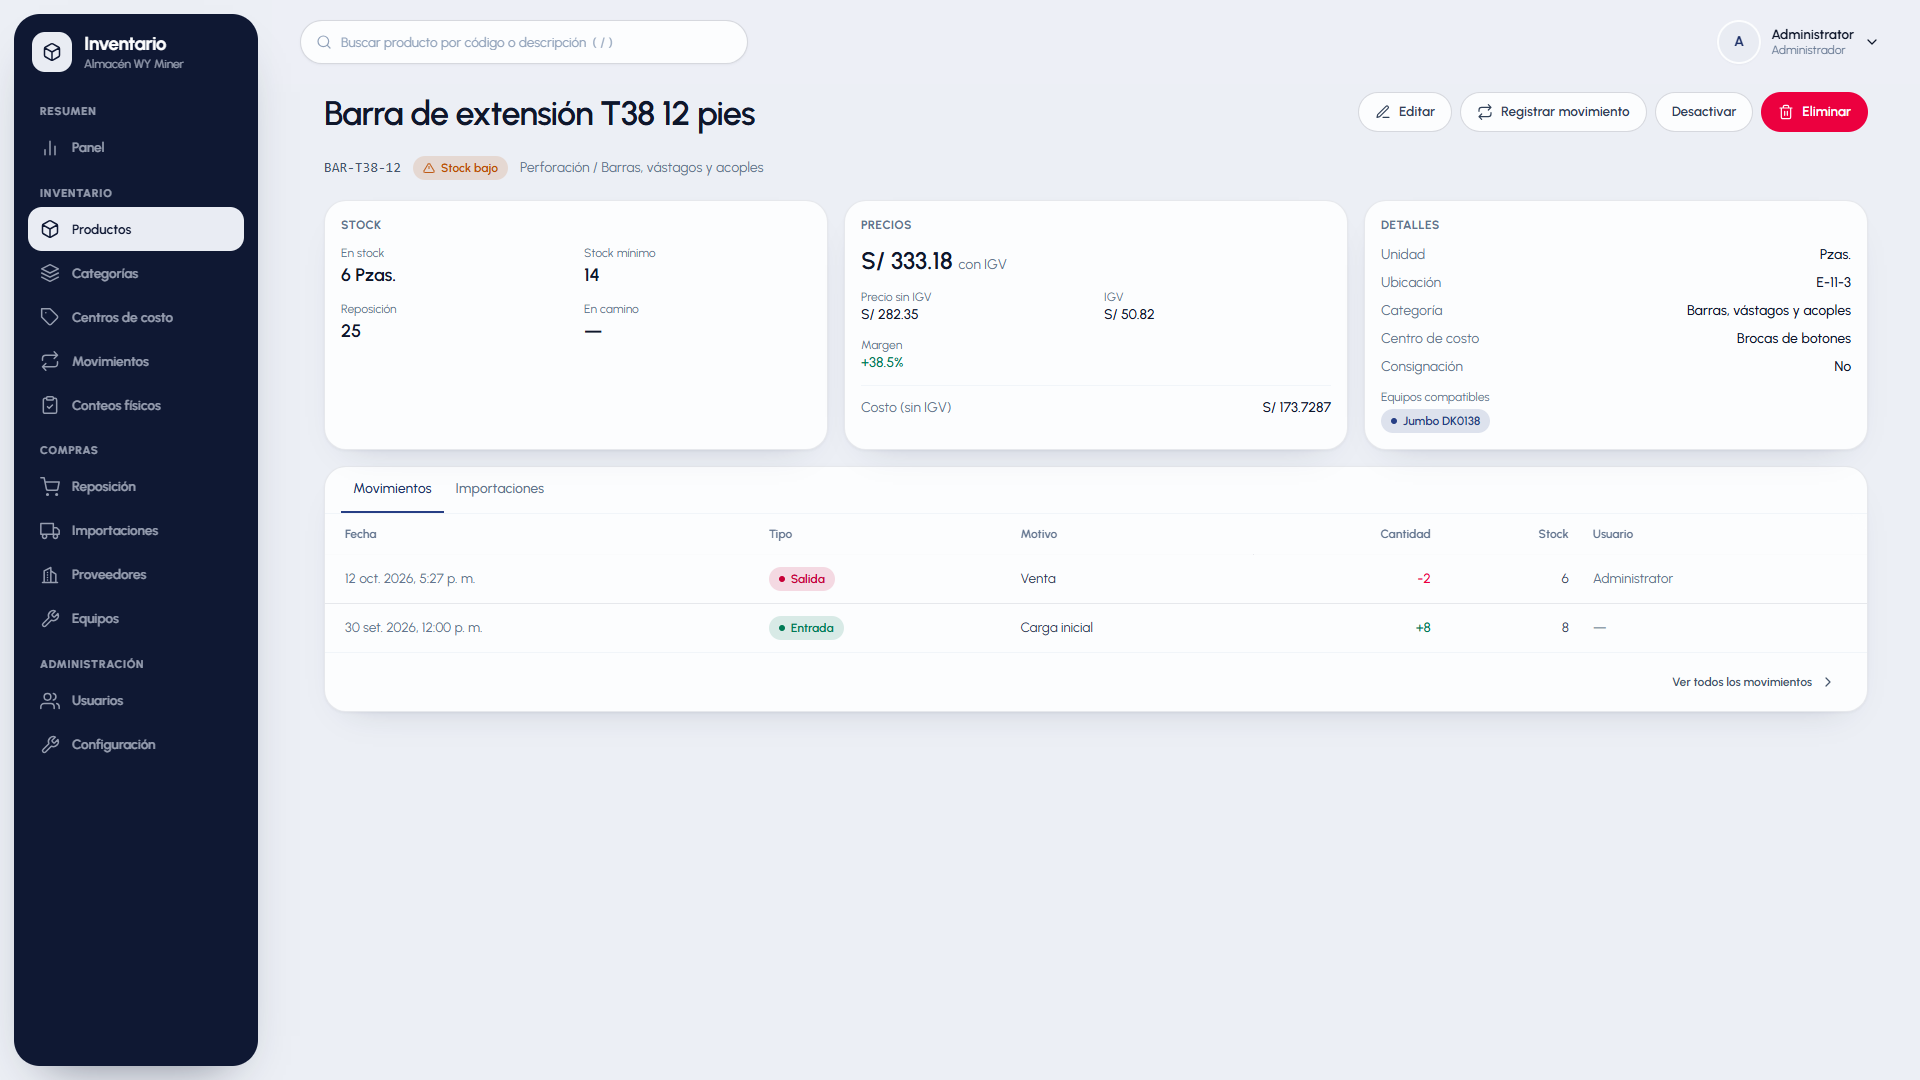 Inventario
Almacén WY Miner
RESUMEN
Panel
INVENTARIO
Productos
Categorías
Centros de costo
Movimientos
Conteos físicos
COMPRAS
Reposición
Importaciones
Proveedores
Equipos
ADMINISTRACIÓN
Usuarios
Configuración
Buscar producto por código o descripción ( / )
A
Administrator
Administrador
Barra de extensión T38 12 pies
Editar
Registrar movimiento
Desactivar
Eliminar
BAR-T38-12 Stock bajo Perforación / Barras, vástagos y acoples
STOCK
En stock Stock mínimo
6 Pzas. 14
Reposición En camino
25 —
PRECIOS
S/ 333.18 con IGV
Precio sin IGV IGV
S/ 282.35 S/ 50.82
Margen
+38.5%
Costo (sin IGV) S/ 173.7287
DETALLES
Unidad Pzas.
Ubicación E-11-3
Categoría Barras, vástagos y acoples
Centro de costo Brocas de botones
Consignación No
Equipos compatibles
Jumbo DK0138
Movimientos Importaciones
Fecha Tipo Motivo Cantidad Stock Usuario
12 oct. 2026, 5:27 p. m. Salida Venta -2 6 Administrator
30 set. 2026, 12:00 p. m. Entrada Carga inicial +8 8 —
Ver todos los movimientos